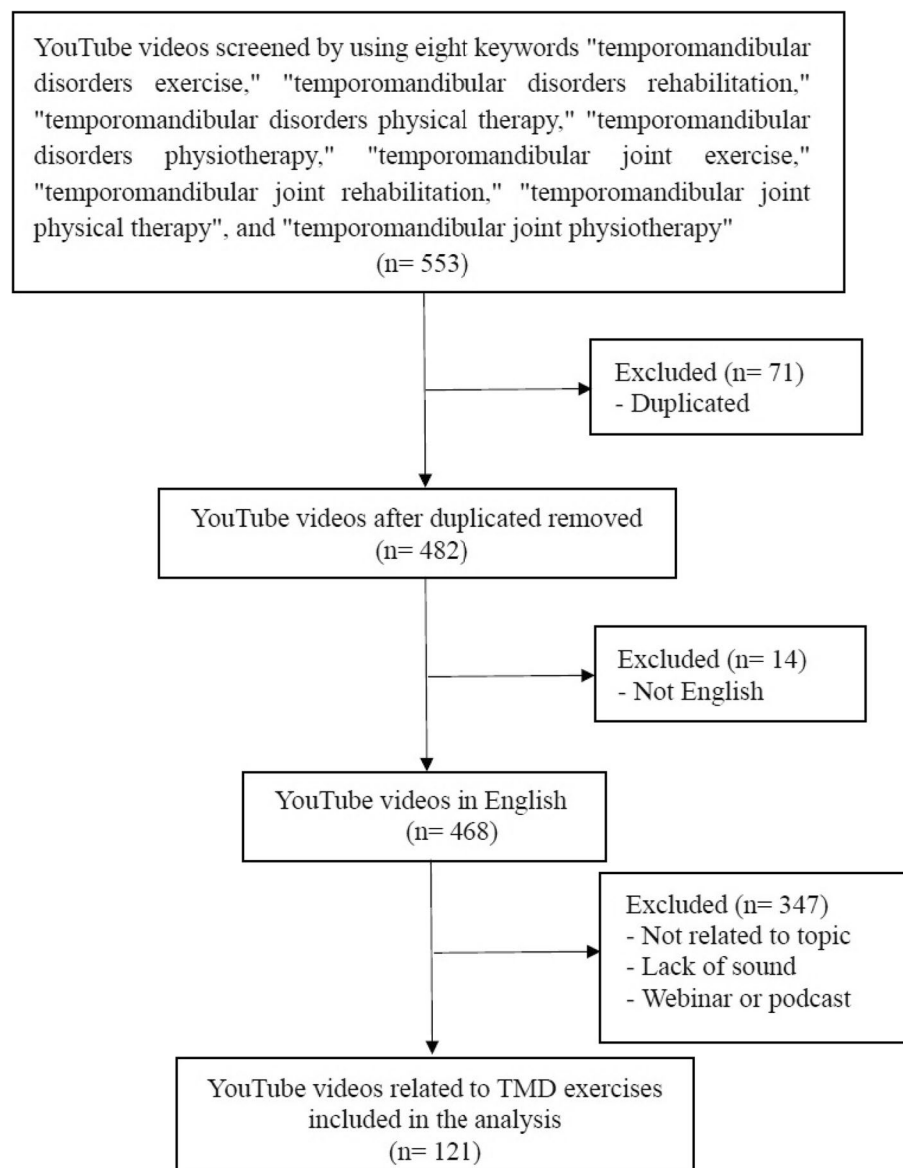 YouTube videos screened by using eight keywords "temporomandibular
disorders exercise," "temporomandibular disorders rehabilitation,"
"temporomandibular disorders physical therapy," "temporomandibular
disorders physiotherapy," "temporomandibular joint exercise,"
"temporomandibular joint rehabilitation," "temporomandibular joint
physical therapy", and "temporomandibular joint physiotherapy"
(n= 553)
Excluded (n= 71)
- Duplicated
YouTube videos after duplicated removed
(n= 482)
Excluded (n= 14)
- Not English
YouTube videos in English
(n= 468)
Excluded (n= 347)
- Not related to topic
- Lack of sound
- Webinar or podcast
YouTube videos related to TMD exercises
included in the analysis
(n= 121)